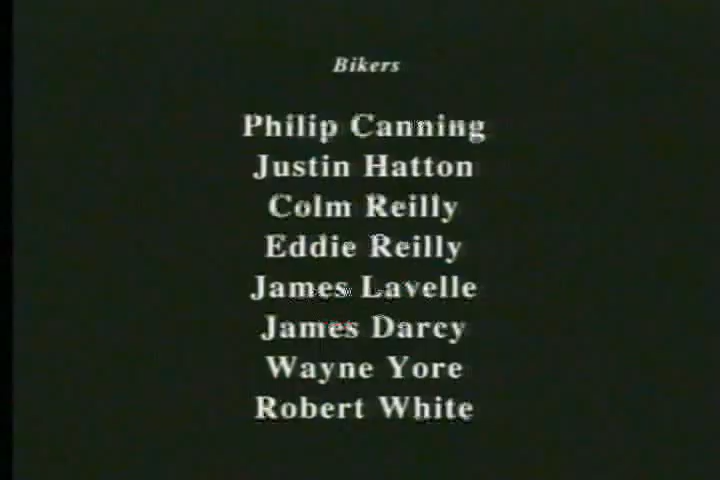 Bikers
Philip Canning
Justin Hatton
Colm Reilly
Eddie Reilly
James Lavelle
James Darcy
Wayne Yore
Robert White